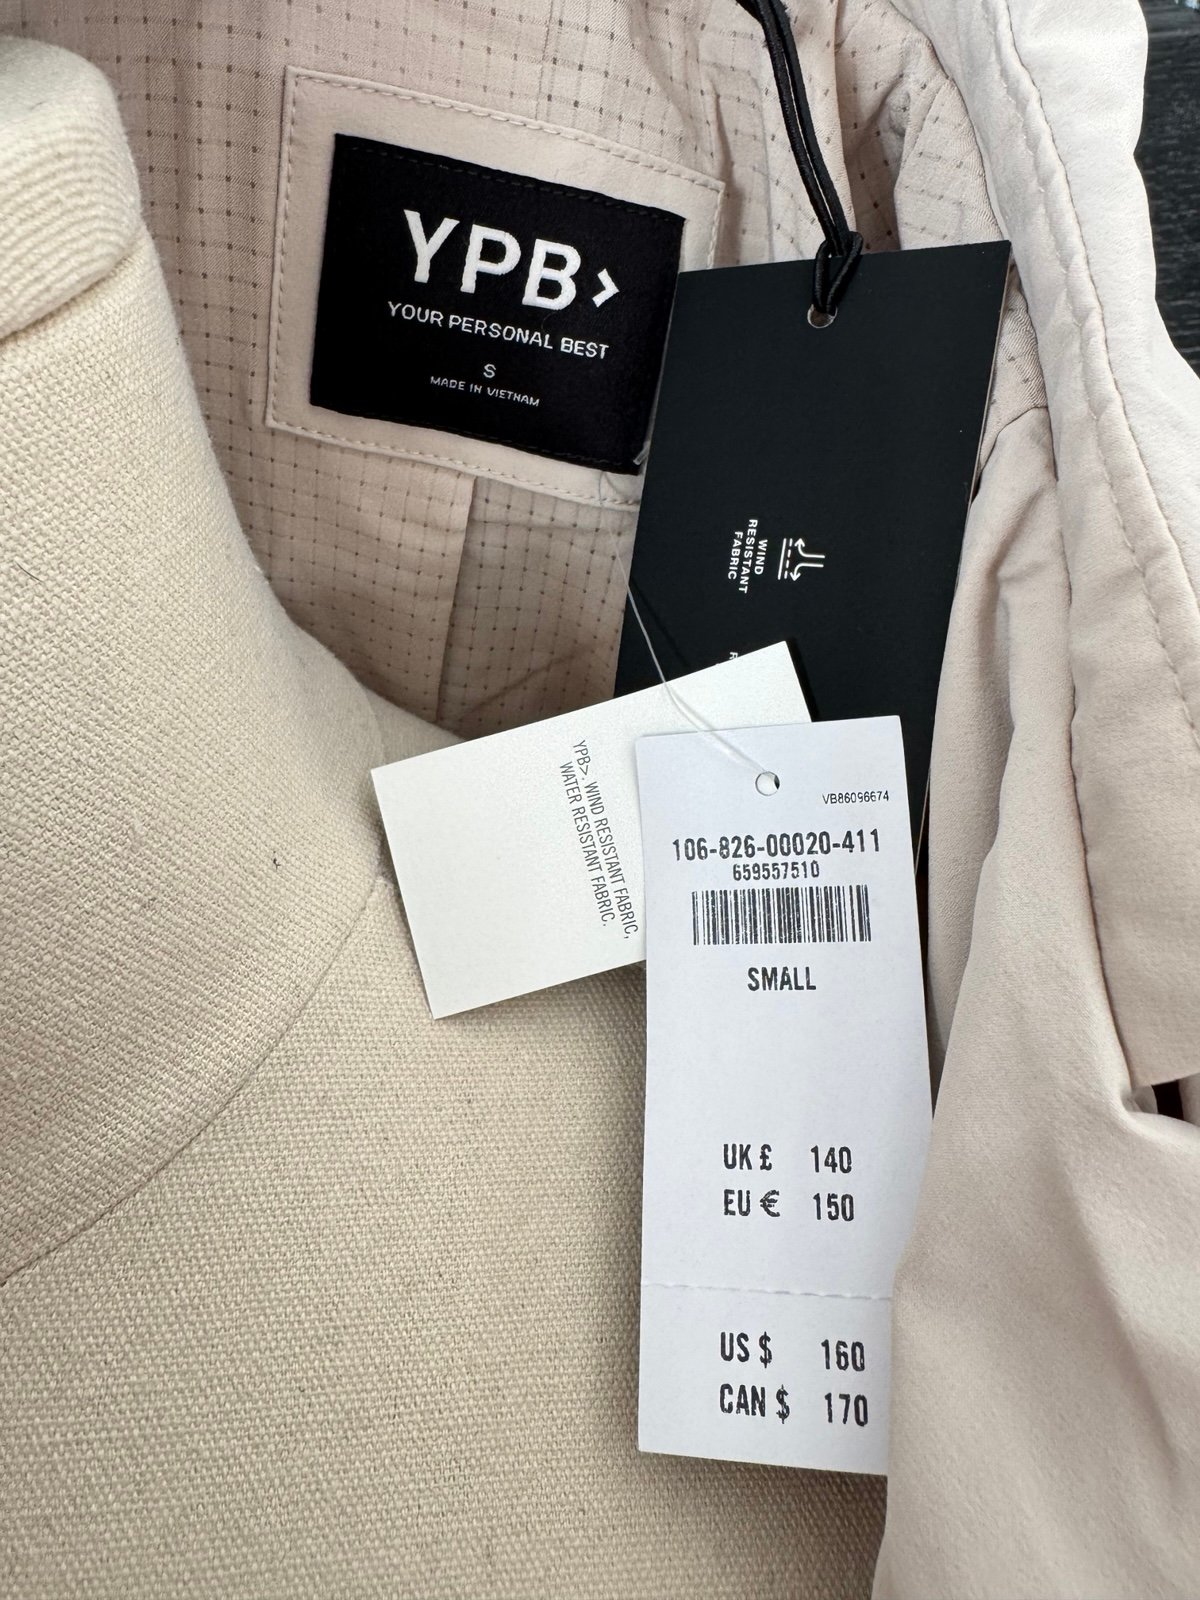 YPB>
YOUR PERSONAL BEST
S
MADE IN VIETNAM
WIND
RESISTANT
FABRIC
YPB>. WIND RESISTANT FABRIC,
WATER RESISTANT FABRIC.
VB86096674
106-826-00020-411
659557510
SMALL
UK £ 140
EU € 150
US $ 160
CAN $ 170